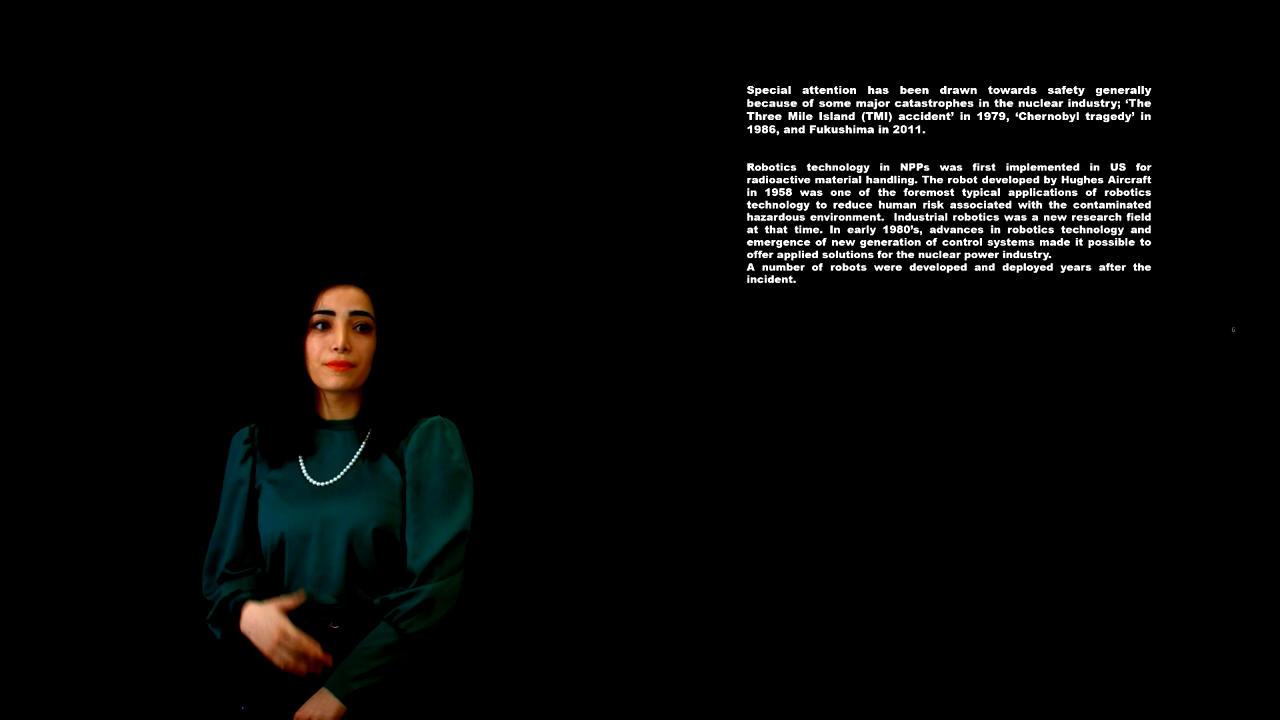 Special attention has been drawn towards safety generally
because of some major catastrophes in the nuclear industry; ‘The
Three Mile Island (TMI) accident’ in 1979, ‘Chernobyl tragedy’ in
1986, and Fukushima in 2011.
Robotics technology in NPPs was first implemented in US for
radioactive material handling. The robot developed by Hughes Aircraft
in 1958 was one of the foremost typical applications of robotics
technology to reduce human risk associated with the contaminated
hazardous environment. Industrial robotics was a new research field
at that time. In early 1980’s, advances in robotics technology and
emergence of new generation of control systems made it possible to
offer applied solutions for the nuclear power industry.
A number of robots were developed and deployed years after the
incident.
6